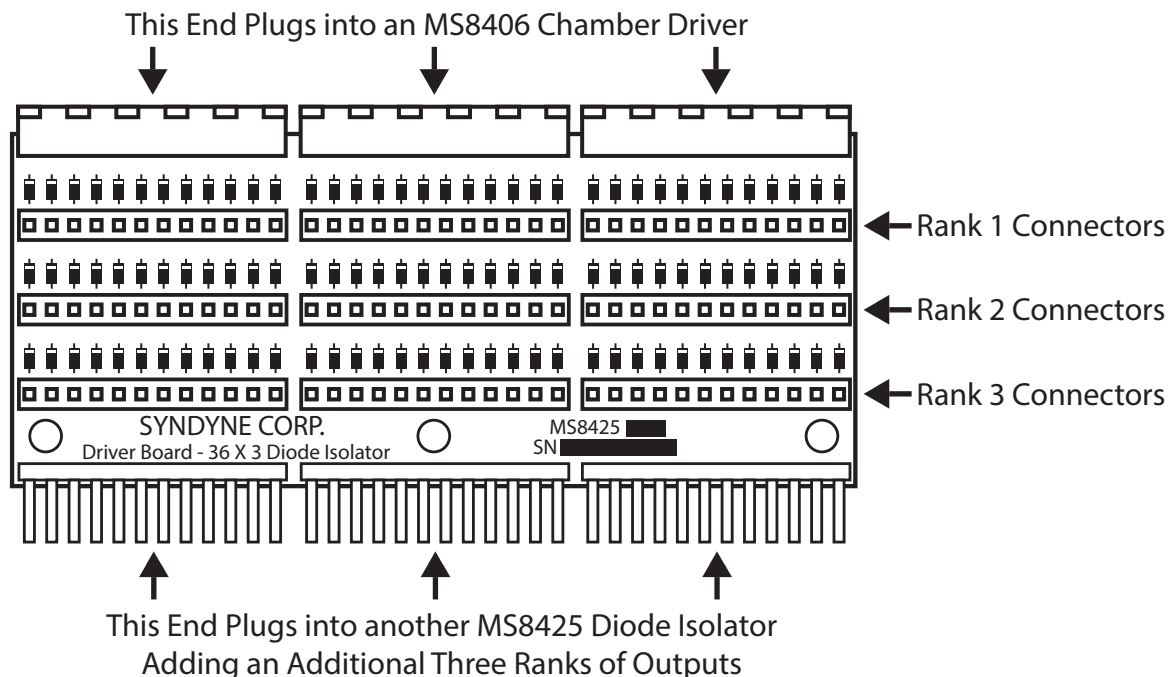 This End Plugs into an MS8406 Chamber Driver
Rank 1 Connectors
Rank 2 Connectors
Rank 3 Connectors
SYNDYNE CORP.
Driver Board - 36 X 3 Diode Isolator
MS8425
SN
This End Plugs into another MS8425 Diode Isolator
Adding an Additional Three Ranks of Outputs